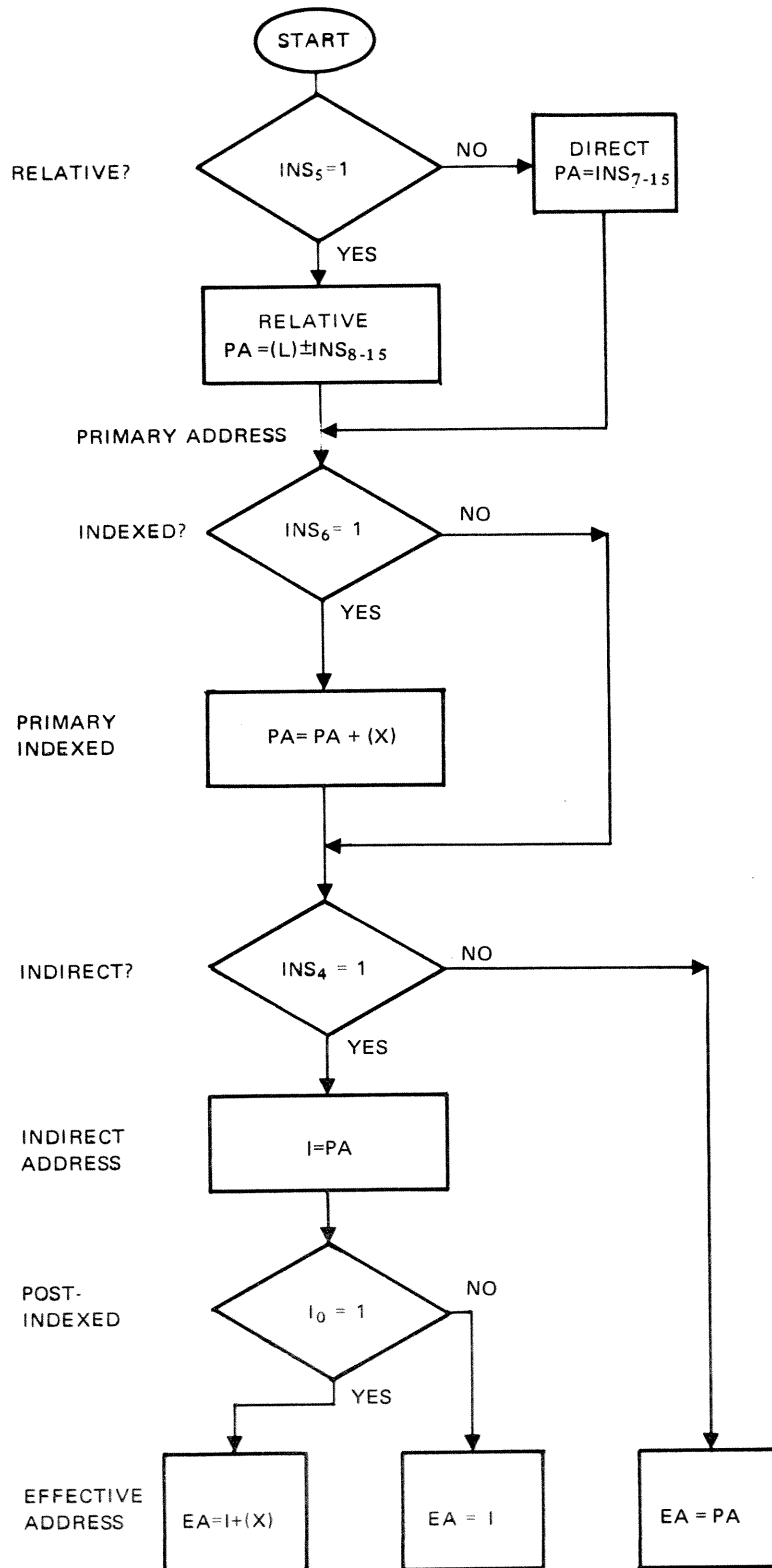 START
RELATIVE?
INS₅=1
NO
DIRECT
PA=INS₇₋₁₅
YES
RELATIVE
PA=(L)±INS₈₋₁₅
PRIMARY ADDRESS
INDEXED?
INS₆= 1
NO
YES
PRIMARY
INDEXED
PA= PA + (X)
INDIRECT?
INS₄ = 1
NO
YES
INDIRECT
ADDRESS
I=PA
POST-
INDEXED
I₀ = 1
NO
YES
EFFECTIVE
ADDRESS
EA=I+(X)
EA = I
EA = PA